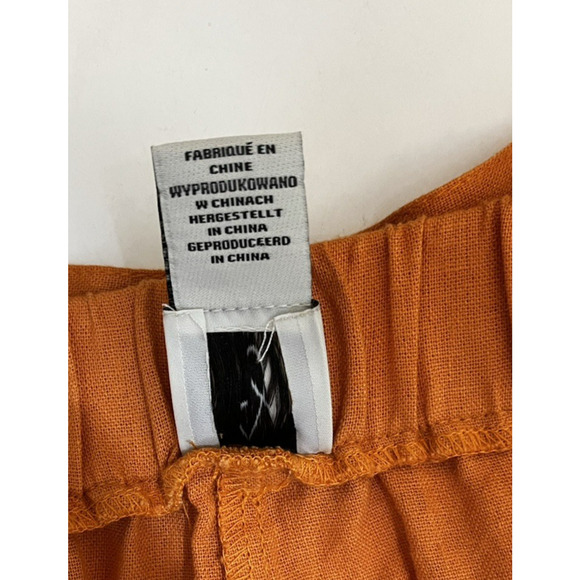 FABRIQUÉ EN
CHINE
WYPRODUKOWANO
W CHINACH
HERGESTELLT
IN CHINA
GEPRODUCEERD
IN CHINA